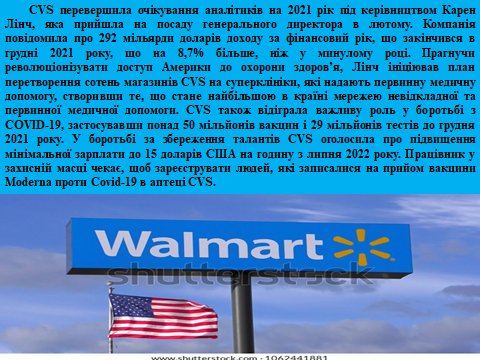 CVS перевершила очікування аналітиків на 2021 рік під керівництвом Карен
Лінч, яка прийшла на посаду генерального директора в лютому. Компанія
повідомила про 292 мільярди доларів доходу за фінансовий рік, що закінчився в
грудні 2021 року, що на 8,7% більше, ніж у минулому році. Прагнучи
революціонізувати доступ Америки до охорони здоров'я, Лінч ініціював план
перетворення сотень магазинів CVS на суперклініки, які надають первинну медичну
допомогу, створивши те, що стане найбільшою в країні мережею невідкладної та
первинної медичної допомоги. CVS також відіграла важливу роль у боротьбі з
COVID-19, застосувавши понад 50 мільйонів вакцин і 29 мільйонів тестів до грудня
2021 року. У боротьбі за збереження талантів CVS оголосила про підвищення
мінімальної зарплати до 15 доларів США на годину з липня 2022 року. Працівник у
захисній масці чекає, щоб зареєструвати людей, які записалися на прийом вакцини
Moderna проти Covid-19 в аптеці CVS.
Walmart
shutterstock
www.shutterstock.com · 1062441881